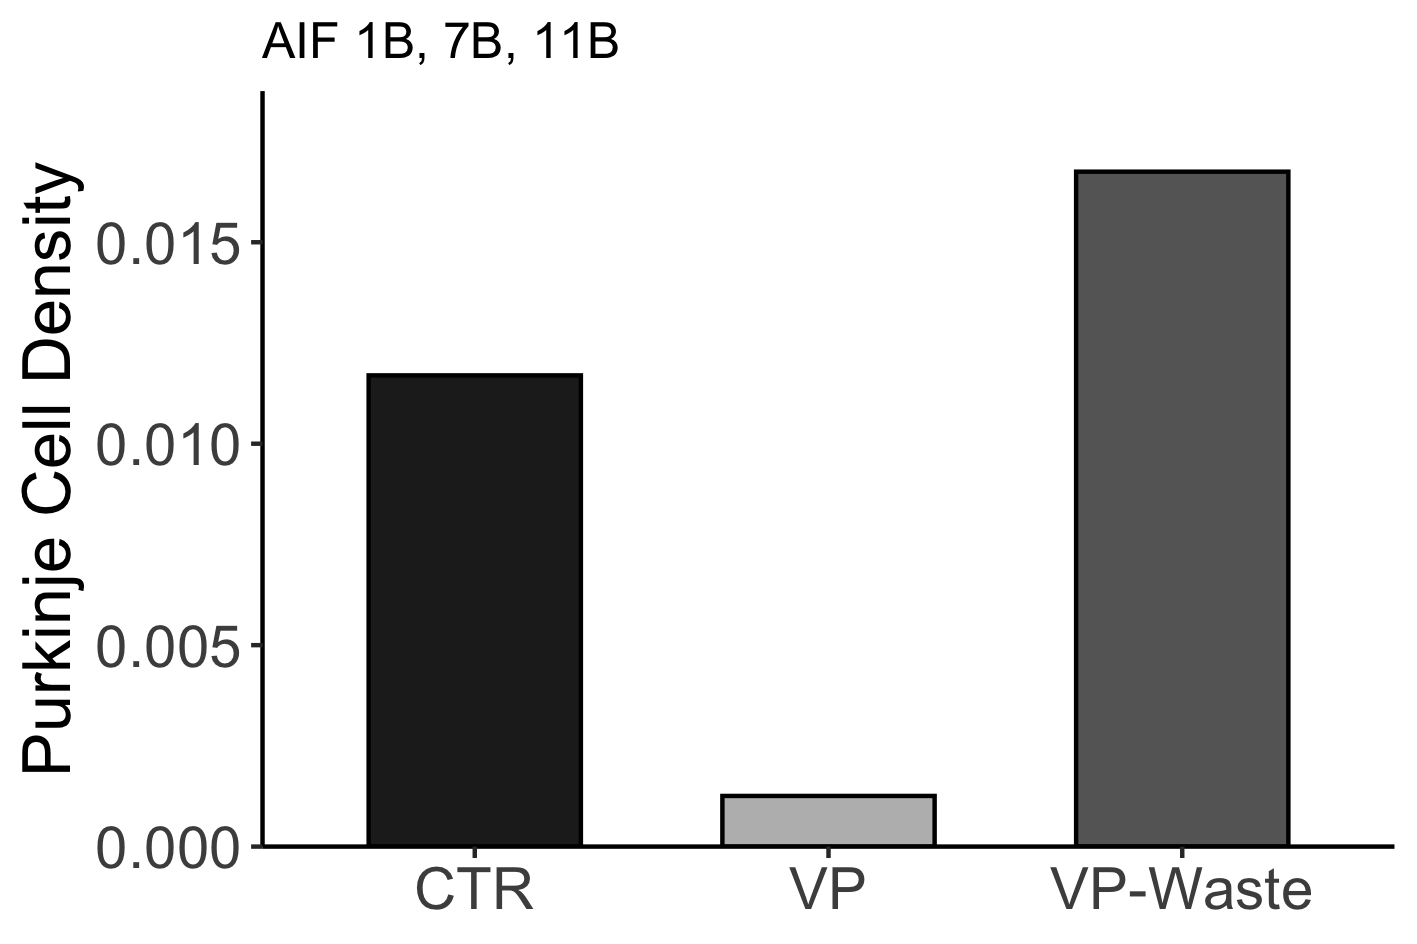 AIF 1B, 7B, 11B
Purkinje Cell Density
0.015
0.010
0.005
0.000
CTR VP VP-Waste